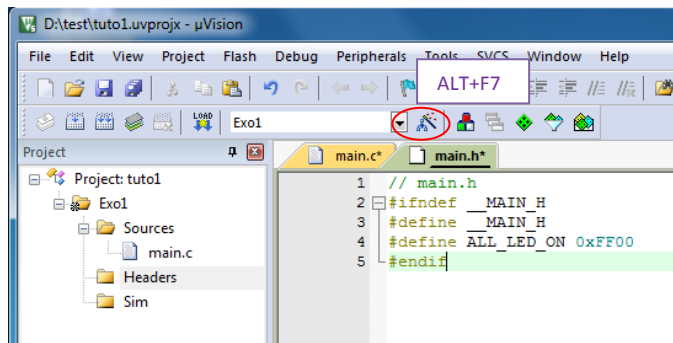 D:\test\tuto1.uvprojx - µVision
File Edit View Project Flash Debug Peripherals Tools SVCS Window Help
ALT+F7
LOAD
Exo1
Project
main.c*
main.h*
Project: tuto1
Exo1
Sources
main.c
Headers
Sim
1 // main.h
2 #ifndef __MAIN_H
3 #define __MAIN_H
4 #define ALL_LED_ON 0xFF00
5 #endif